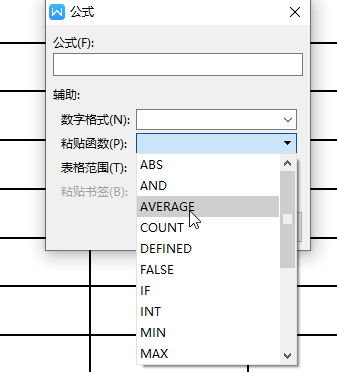 公式
公式(F):
辅助:
数字格式(N):
粘贴函数(P):
表格范围(T):
粘贴书签(B):
ABS
AND
AVERAGE
COUNT
DEFINED
FALSE
IF
INT
MIN
MAX